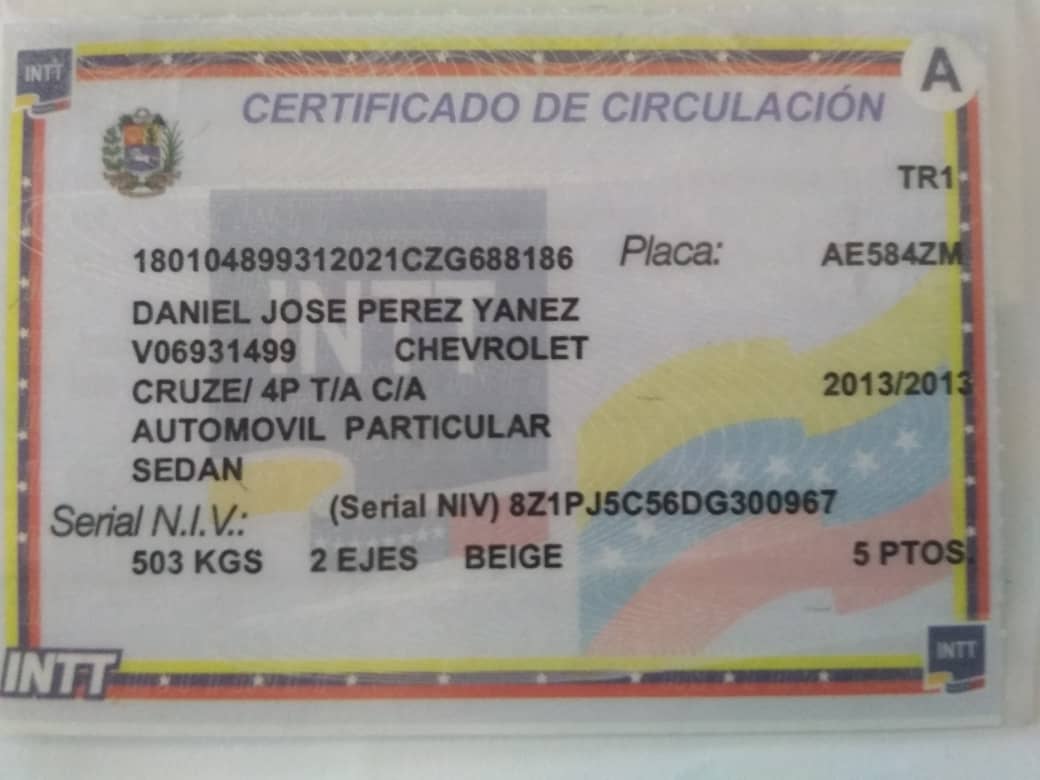 INTT
A
CERTIFICADO DE CIRCULACIÓN
TR1
180104899312021CZG688186 Placa: AE584ZM
DANIEL JOSE PEREZ YANEZ
V06931499 CHEVROLET
CRUZE/ 4P T/A C/A 2013/2013
AUTOMOVIL PARTICULAR
SEDAN
Serial N.I.V.: (Serial NIV) 8Z1PJ5C56DG300967
503 KGS 2 EJES BEIGE 5 PTOS.
INTT
INTT
INTT